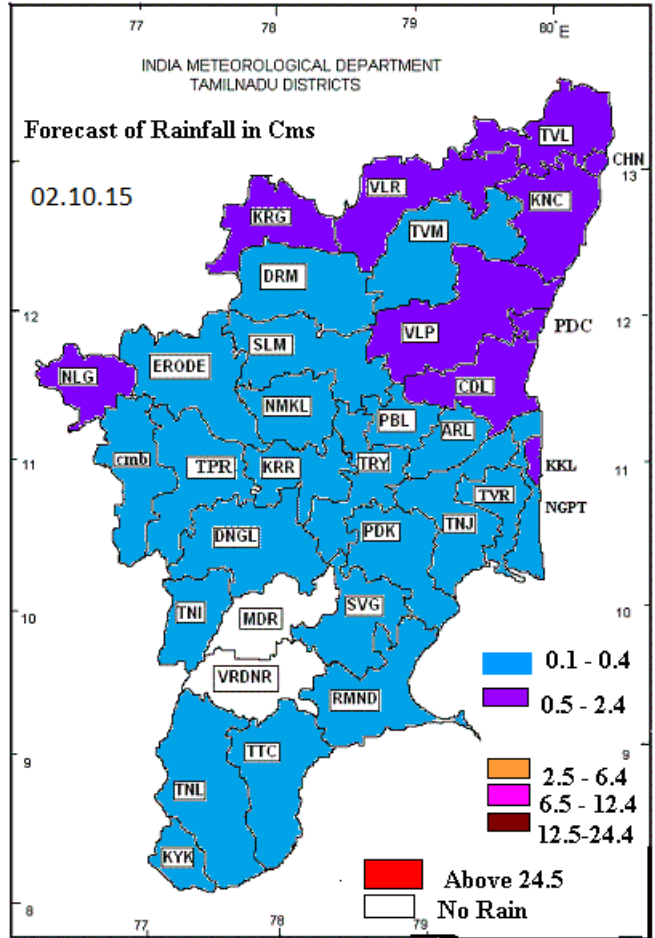 77 78 79 80° E
INDIA METEOROLOGICAL DEPARTMENT
TAMILNADU DISTRICTS
Forecast of Rainfall in Cms
TVL
CHN
13
13
VLR
02.10.15
KNC
KRG
TVM
DRM
12
12
PDC
VLP
SLM
ERODE
NLG
CDL
NMKL
PBL
ARL
11
cmb
TPR
KRR
TRY
11
KKL
TVR
NGPT
TNJ
DNGL
PDK
10
TNI
MDR
SVG
10
VRDNR
0.1 - 0.4
RMND
0.5 - 2.4
9
TTC
9
2.5 - 6.4
TNL
6.5 - 12.4
12.5-24.4
KYK
Above 24.5
No Rain
8
77 78 79